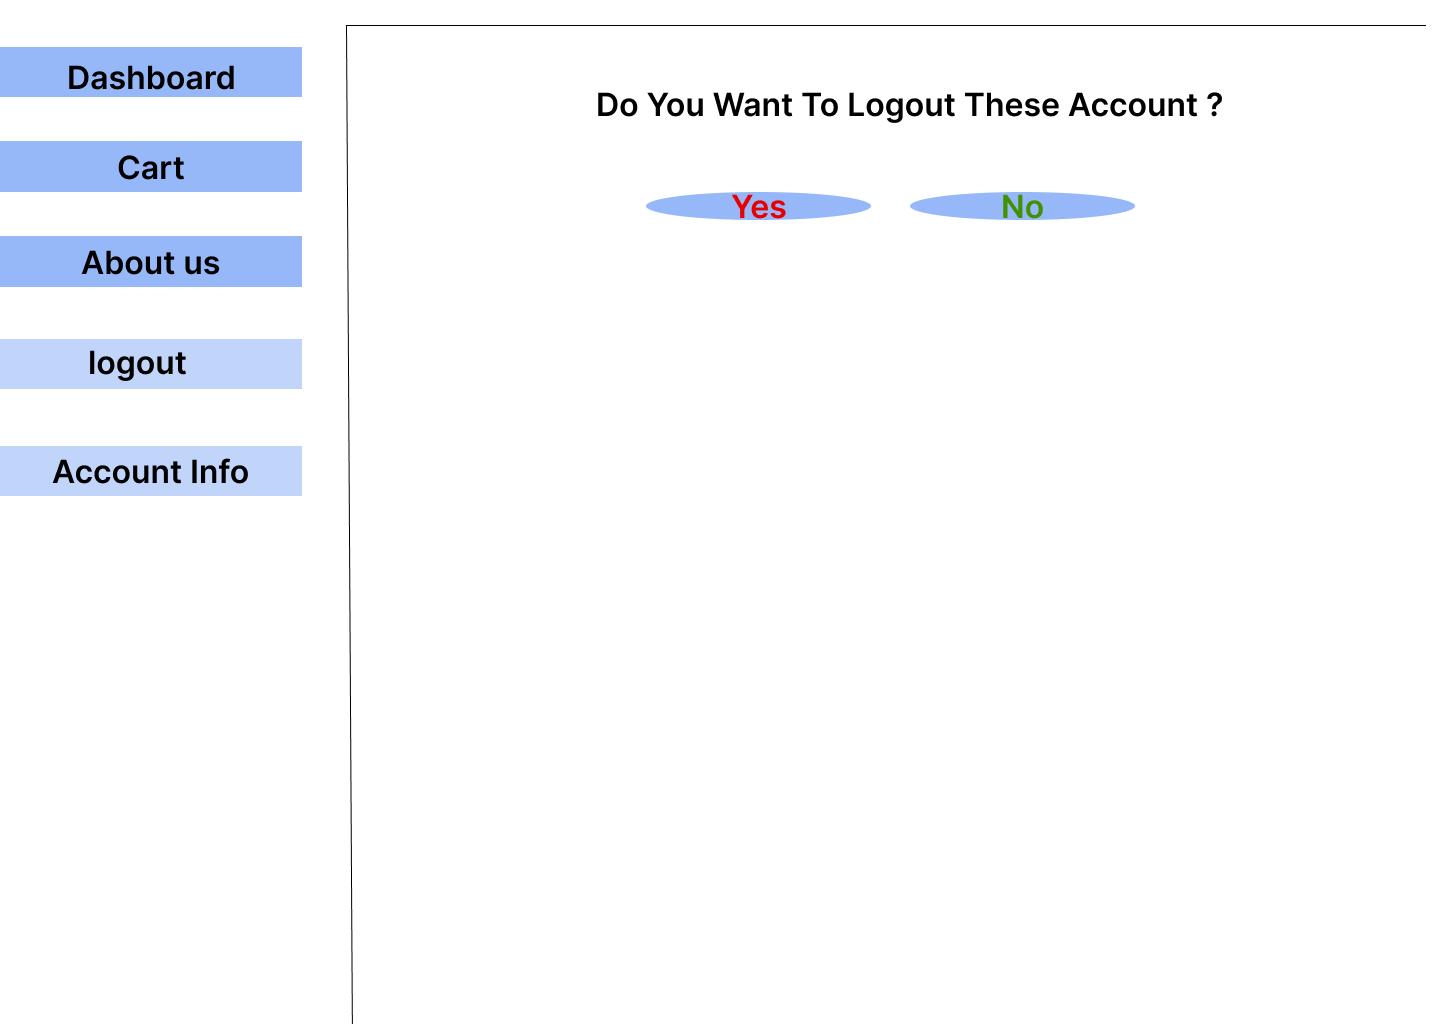 Dashboard
Cart
About us
logout
Account Info
Do You Want To Logout These Account ?
Yes
No